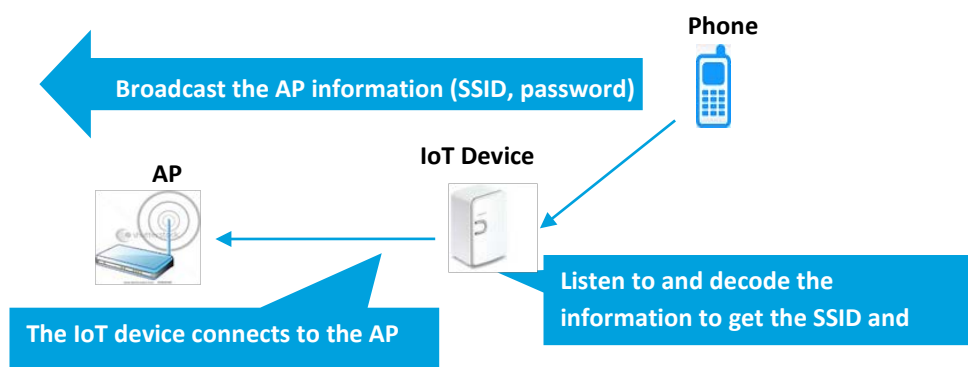 Phone
Broadcast the AP information (SSID, password)
IoT Device
AP
Listen to and decode the
information to get the SSID and
The IoT device connects to the AP